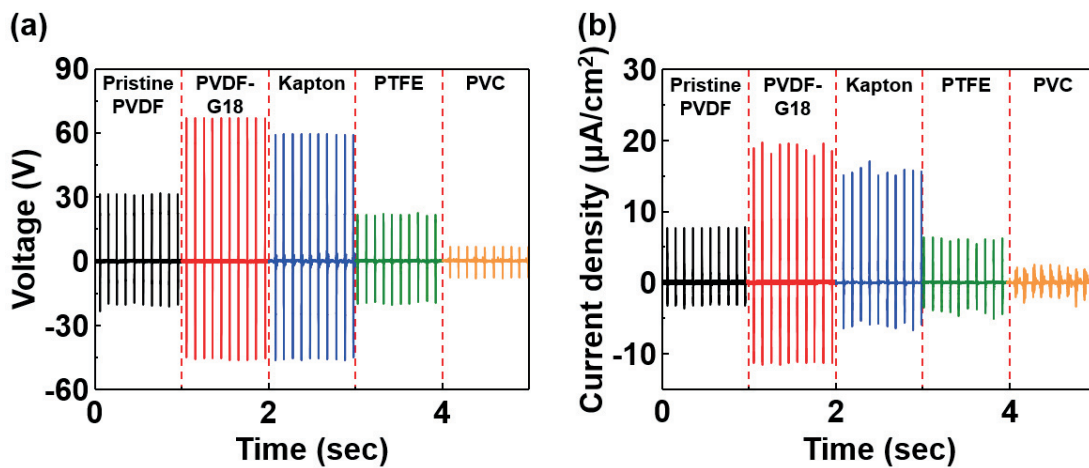 (a)
Voltage (V)
90
60
30
0
-30
-60
Pristine
PVDF
PVDF-
G18
Kapton
PTFE
PVC
0
2
4
Time (sec)
(b)
Current density (μA/cm²)
30
20
10
0
-10
Pristine
PVDF
PVDF-
G18
Kapton
PTFE
PVC
0
2
4
Time (sec)